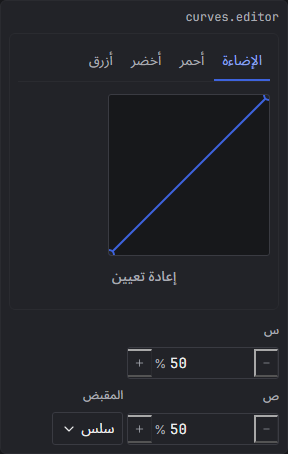 curves.editor
الإضاءة أحمر أخضر أزرق
إعادة تعيين
س
− 50 % +
ص المقبض
− 50 % + سلس